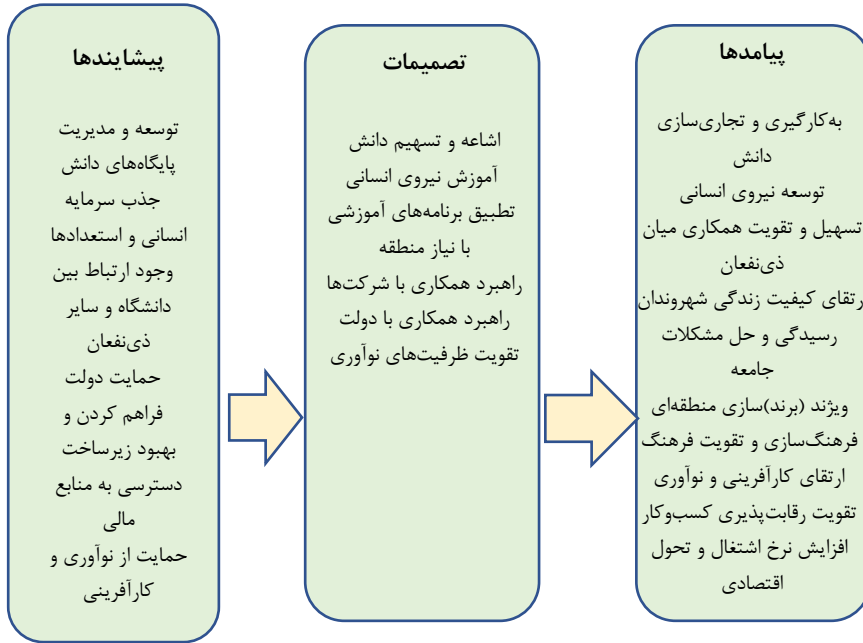 پیشایندها
توسعه و مدیریت
پایگاه‌های دانش
جذب سرمایه
انسانی و استعدادها
وجود ارتباط بین
دانشگاه و سایر
ذی‌نفعان
حمایت دولت
فراهم کردن و
بهبود زیرساخت
دسترسی به منابع
مالی
حمایت از نوآوری و
کارآفرینی
تصمیمات
اشاعه و تسهیم دانش
آموزش نیروی انسانی
تطبیق برنامه‌های آموزشی
با نیاز منطقه
راهبرد همکاری با شرکت‌ها
راهبرد همکاری با دولت
تقویت ظرفیت‌های نوآوری
پیامدها
به‌کارگیری و تجاری‌سازی
دانش
توسعه نیروی انسانی
تسهیل و تقویت همکاری میان
ذی‌نفعان
رتقای کیفیت زندگی شهروندان
رسیدگی و حل مشکلات
جامعه
ویژند (برند)سازی منطقه‌ای
فرهنگ‌سازی و تقویت فرهنگ
ارتقای کارآفرینی و نوآوری
تقویت رقابت‌پذیری کسب‌وکار
افزایش نرخ اشتغال و تحول
اقتصادی